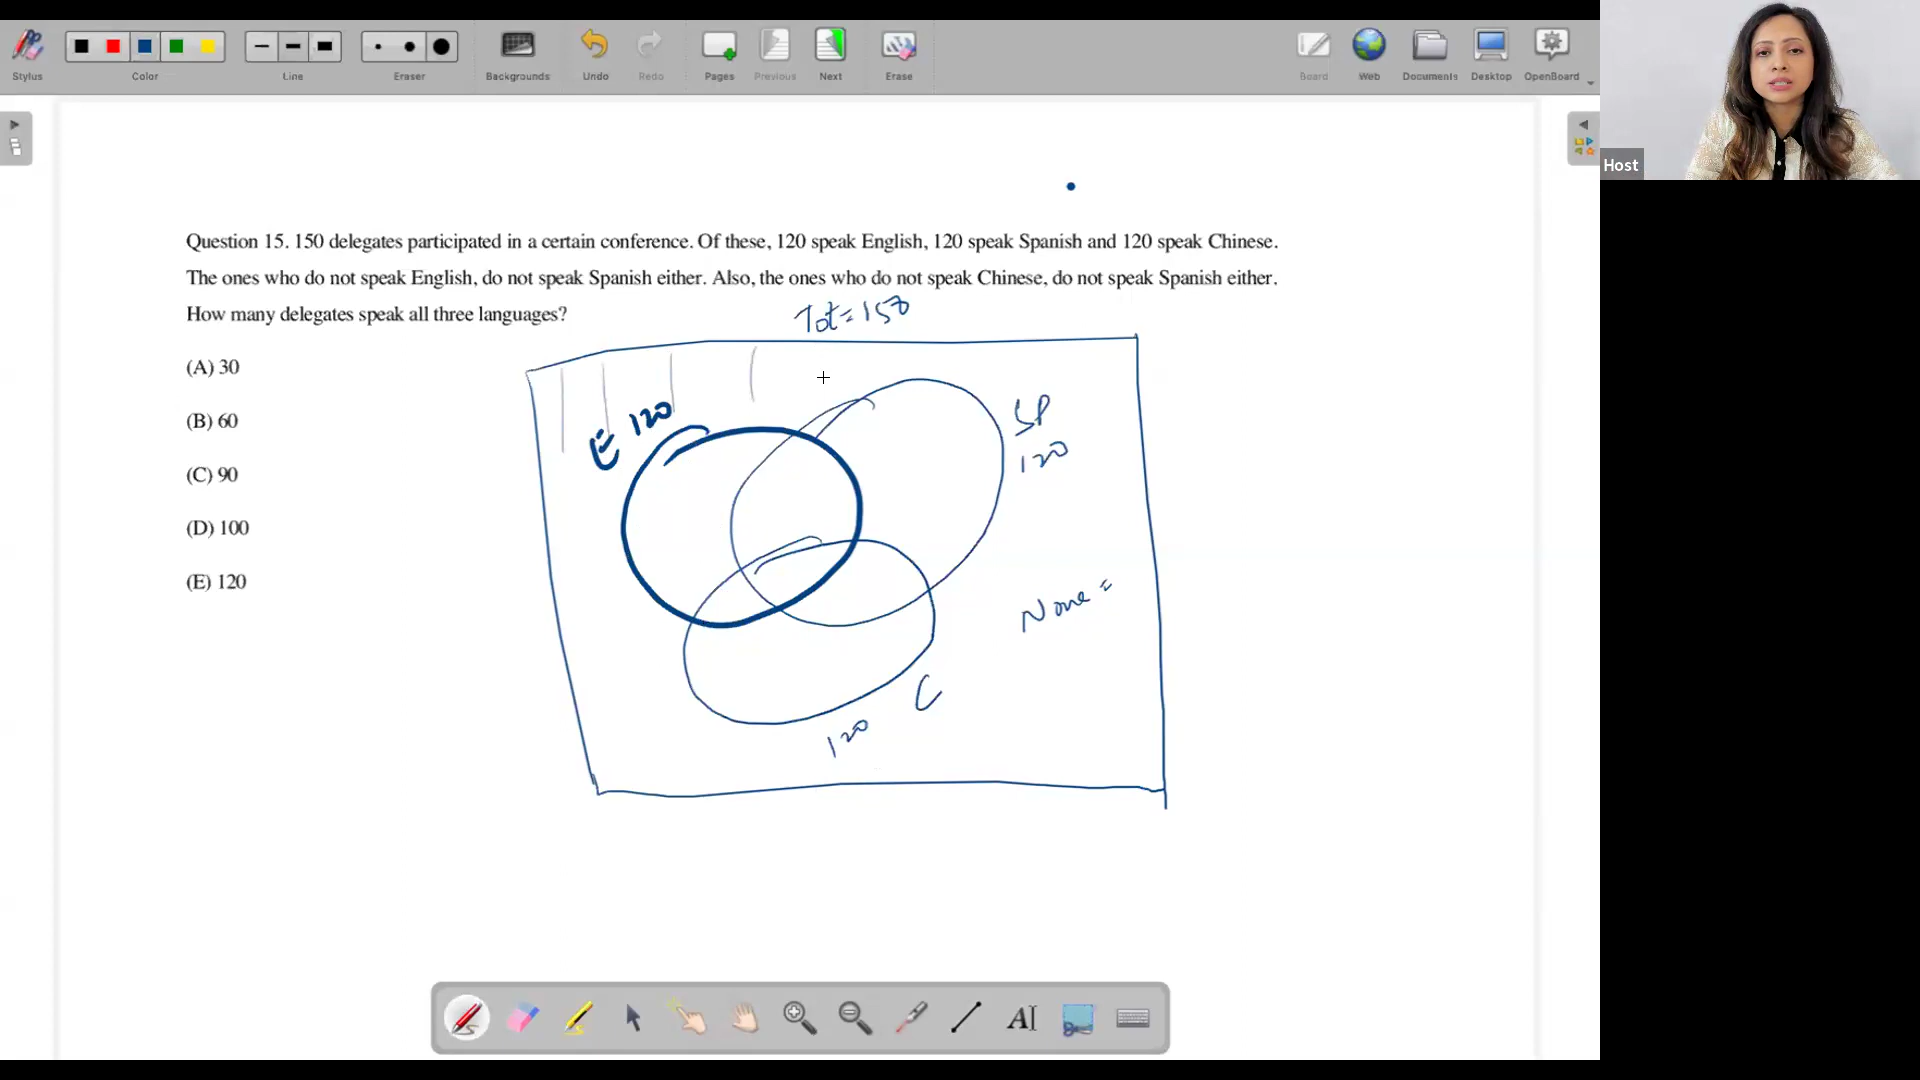 Stylus
Color
Line
Eraser
Backgrounds
Undo
Redo
Pages
Previous
Next
Erase
Board
Web
Documents
Desktop
OpenBoard
Host
Question 15. 150 delegates participated in a certain conference. Of these, 120 speak English, 120 speak Spanish and 120 speak Chinese.
The ones who do not speak English, do not speak Spanish either. Also, the ones who do not speak Chinese, do not speak Spanish either.
How many delegates speak all three languages?
Tot = 150
(A) 30
(B) 60
(C) 90
(D) 100
(E) 120
E 120
SP
120
None =
C
120
AI